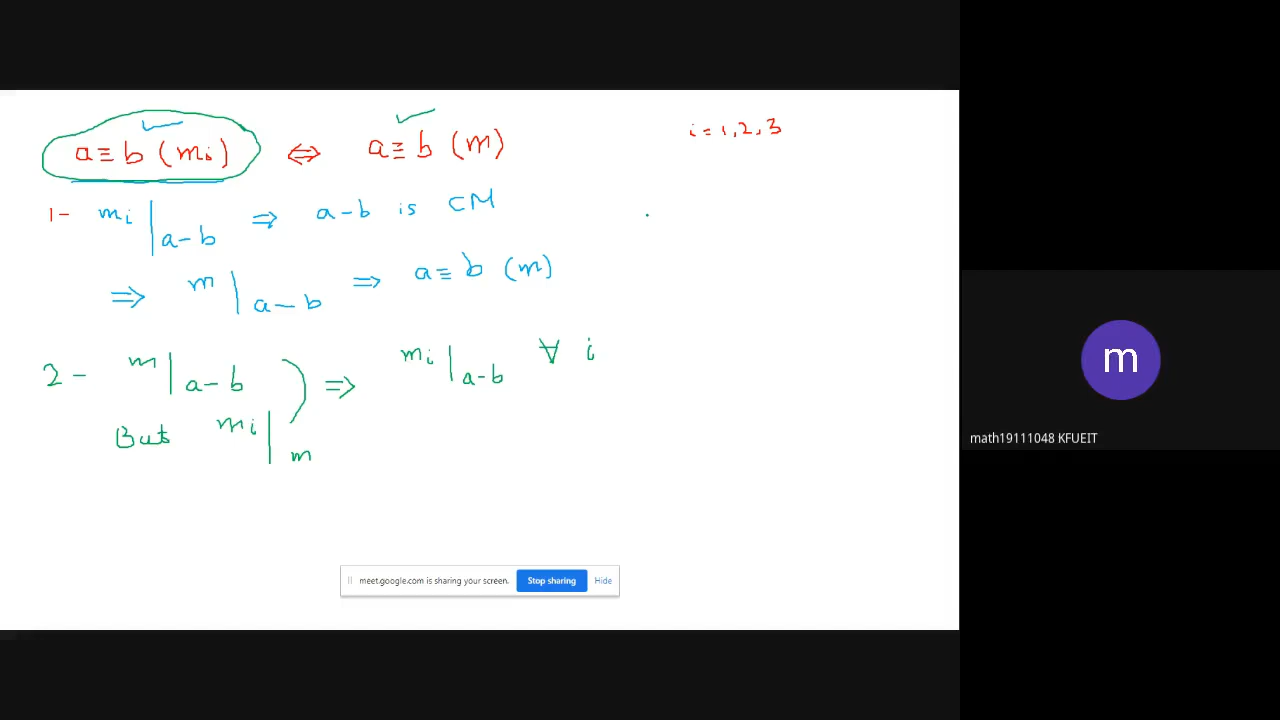 a ≡ b (mi) ⇔ a ≡ b (m) i = 1, 2, 3
1- mi | a-b ⇒ a-b is CM
⇒ m | a-b ⇒ a ≡ b (m)
2- m | a-b ) ⇒ mi | a-b ∀ i
But mi | m
meet.google.com is sharing your screen. Stop sharing Hide
m
math19111048 KFUEIT